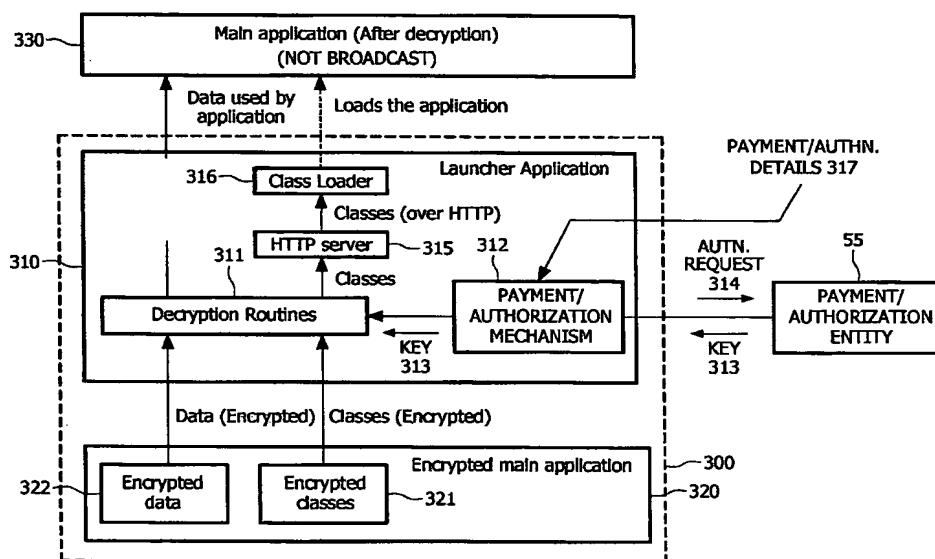 330
Main application (After decryption)
(NOT BROADCAST)
Data used by
application
Loads the application
PAYMENT/AUTHN.
DETAILS 317
Launcher Application
316
Class Loader
Classes (over HTTP)
HTTP server
315
310
311
Classes
312
AUTN.
REQUEST
314
55
Decryption Routines
PAYMENT/
AUTHORIZATION
MECHANISM
PAYMENT/
AUTHORIZATION
ENTITY
KEY
313
KEY
313
Data (Encrypted)
Classes (Encrypted)
Encrypted main application
300
322
Encrypted
data
Encrypted
classes
321
320